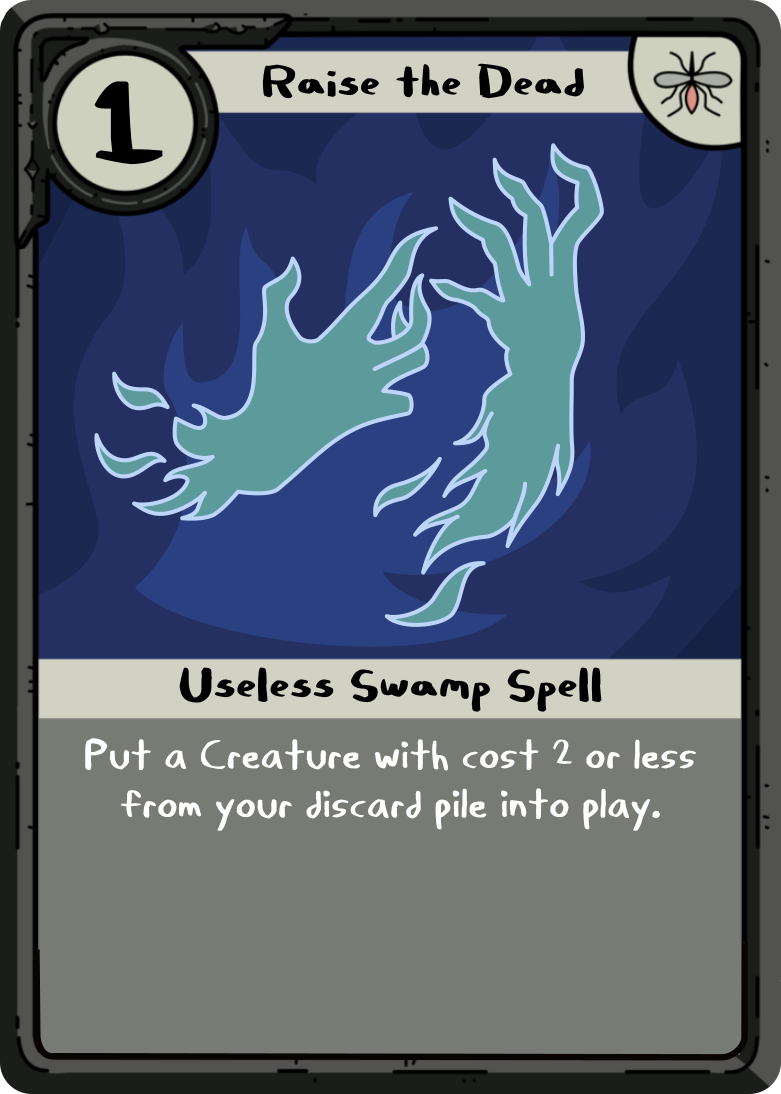 1
Raise the Dead
Useless Swamp Spell
Put a Creature with cost 2 or less
from your discard pile into play.